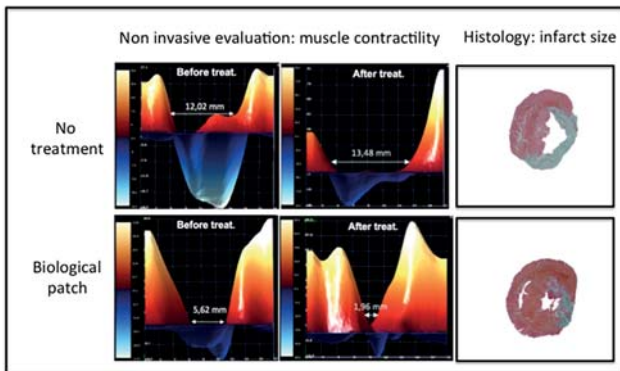 Non invasive evaluation: muscle contractility
Histology: infarct size
No
treatment
Before treat.
12,02 mm
After treat.
13,48 mm
Biological
patch
Before treat.
5,62 mm
After treat.
1,96 mm